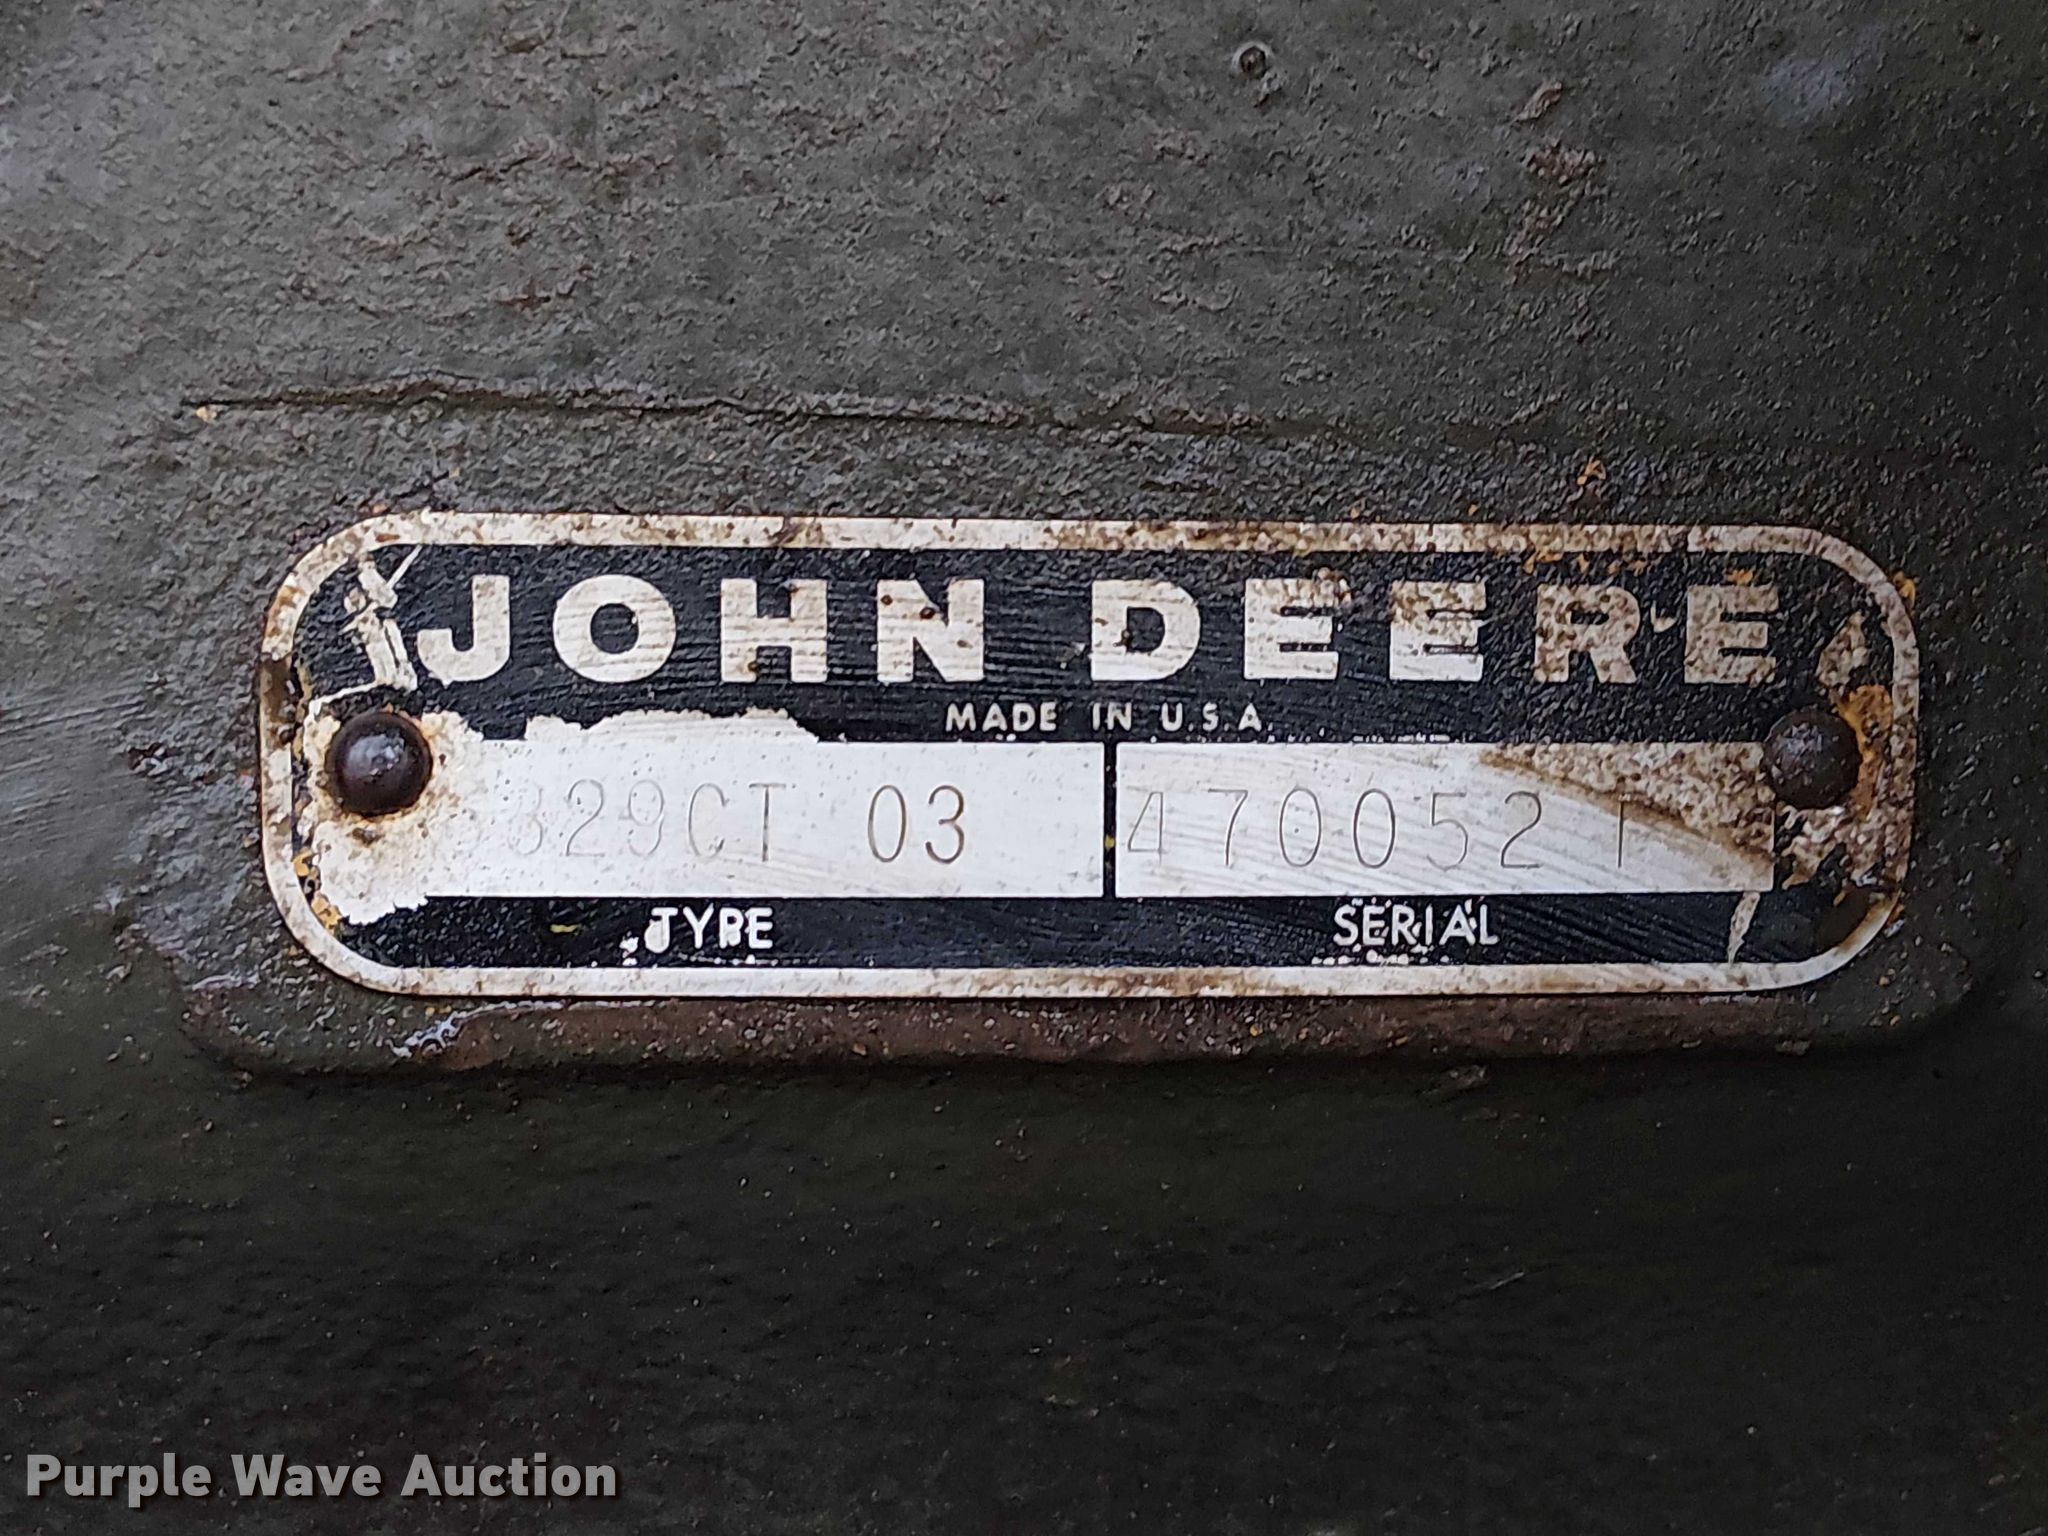 JOHN DEERE
MADE IN U.S.A.
329CT 03 470052 T
TYPE SERIAL
Purple Wave Auction